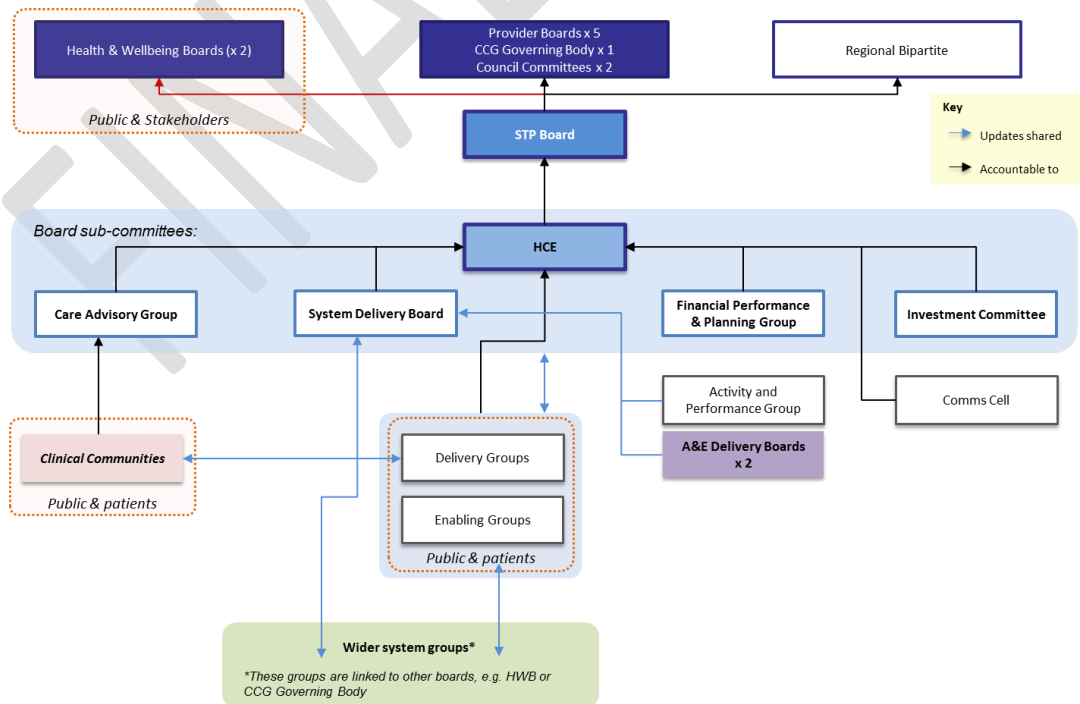 FINAL
Health & Wellbeing Boards (x 2)
Public & Stakeholders
Provider Boards x 5
CCG Governing Body x 1
Council Committees x 2
Regional Bipartite
Key
Updates shared
Accountable to
STP Board
Board sub-committees:
HCE
Care Advisory Group
System Delivery Board
Financial Performance
& Planning Group
Investment Committee
Activity and
Performance Group
Comms Cell
A&E Delivery Boards
x 2
Clinical Communities
Public & patients
Delivery Groups
Enabling Groups
Public & patients
Wider system groups*
*These groups are linked to other boards, e.g. HWB or
CCG Governing Body